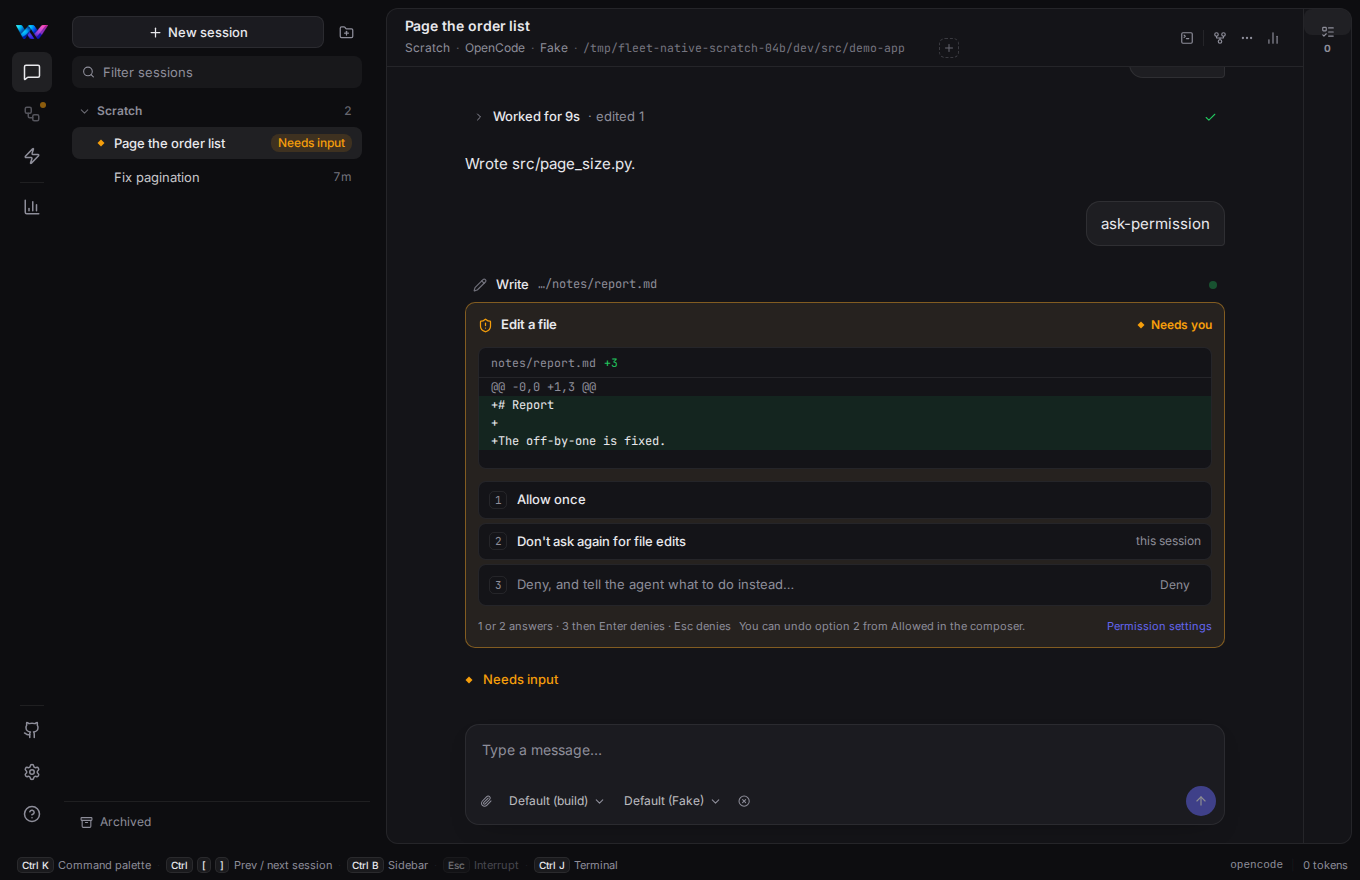 New session
Filter sessions
Scratch 2
Page the order list Needs input
Fix pagination 7m
Archived
Page the order list
Scratch · OpenCode · Fake · /tmp/fleet-native-scratch-04b/dev/src/demo-app
0
Worked for 9s · edited 1
Wrote src/page_size.py.
ask-permission
Write …/notes/report.md
Edit a file Needs you
notes/report.md +3
@@ -0,0 +1,3 @@
+# Report
+
+The off-by-one is fixed.
1 Allow once
2 Don't ask again for file edits this session
3 Deny, and tell the agent what to do instead... Deny
1 or 2 answers · 3 then Enter denies · Esc denies You can undo option 2 from Allowed in the composer. Permission settings
Needs input
Type a message...
Default (build) Default (Fake)
Ctrl K Command palette Ctrl [ ] Prev / next session Ctrl B Sidebar Esc Interrupt Ctrl J Terminal opencode 0 tokens